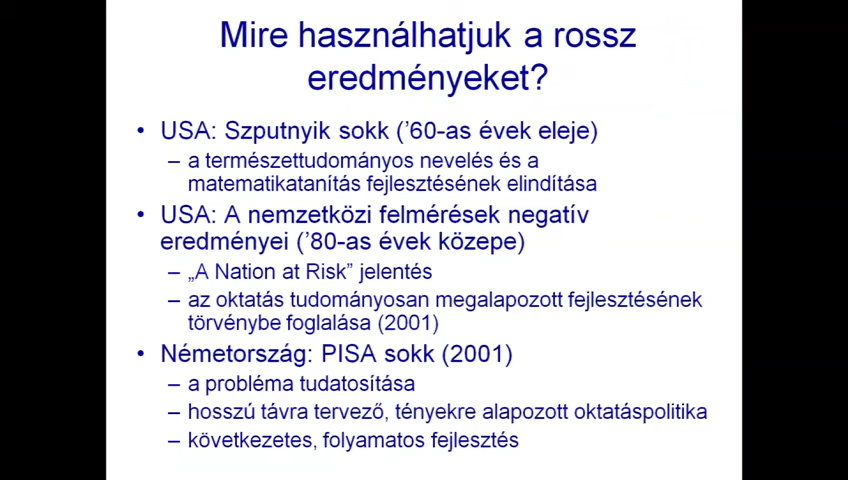 Mire használhatjuk a rossz
eredményeket?
• USA: Szputnyik sokk (’60-as évek eleje)
– a természettudományos nevelés és a
matematikatanítás fejlesztésének elindítása
• USA: A nemzetközi felmérések negatív
eredményei (’80-as évek közepe)
– „A Nation at Risk” jelentés
– az oktatás tudományosan megalapozott fejlesztésének
törvénybe foglalása (2001)
• Németország: PISA sokk (2001)
– a probléma tudatosítása
– hosszú távra tervező, tényekre alapozott oktatáspolitika
– következetes, folyamatos fejlesztés